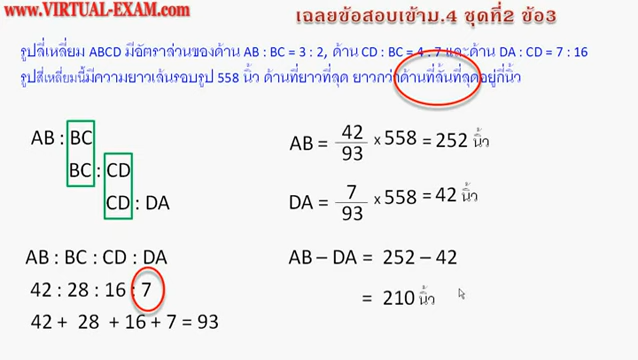 www.VIRTUAL-EXAM.com
เฉลยข้อสอบเข้าม.4 ชุดที่2 ข้อ3
รูปสี่เหลี่ยม ABCD มีอัตราส่วนของด้าน AB : BC = 3 : 2, ด้าน CD : BC = 4 : 7 และด้าน DA : CD = 7 : 16
รูปสี่เหลี่ยมนี้มีความยาวเส้นรอบรูป 558 นิ้ว ด้านที่ยาวที่สุด ยาวกว่าด้านที่สั้นที่สุดอยู่กี่นิ้ว
AB : BC
BC : CD
CD : DA
AB : BC : CD : DA
42 : 28 : 16 : 7
42 + 28 + 16 + 7 = 93
AB = 42/93 x 558 = 252 นิ้ว
DA = 7/93 x 558 = 42 นิ้ว
AB – DA = 252 – 42
= 210 นิ้ว